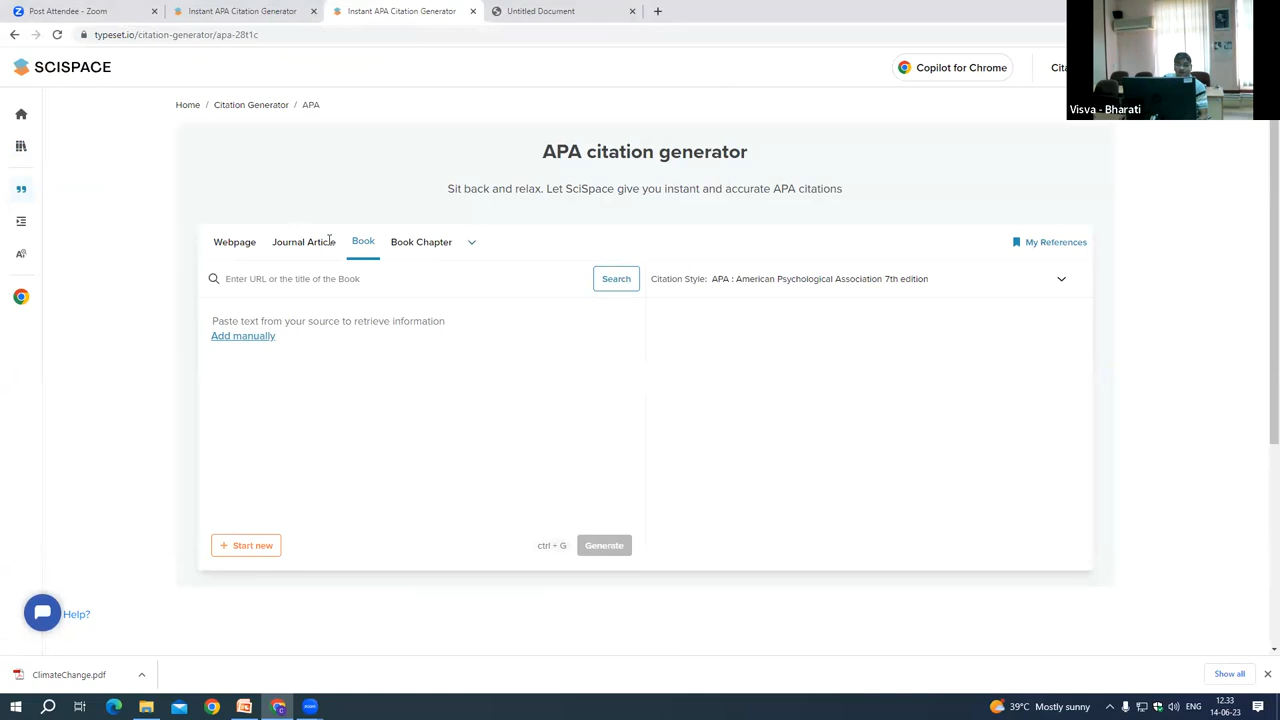 Post Attendee - Zoom
Instant APA Citation Generator
Instant APA Citation Generator
Untitled Document
typeset.io/citation-generator/apa-28t1c
SCISPACE
Copilot for Chrome
Visva - Bharati
Home / Citation Generator / APA
APA citation generator
Sit back and relax. Let SciSpace give you instant and accurate APA citations
Webpage Journal Article Book Book Chapter
My References
Enter URL or the title of the Book
Search
Citation Style: APA : American Psychological Association 7th edition
Paste text from your source to retrieve information
Add manually
+ Start new
ctrl + G
Generate
Help?
ClimateChange.pdf
Show all
39°C Mostly sunny
12.33
14-06-23